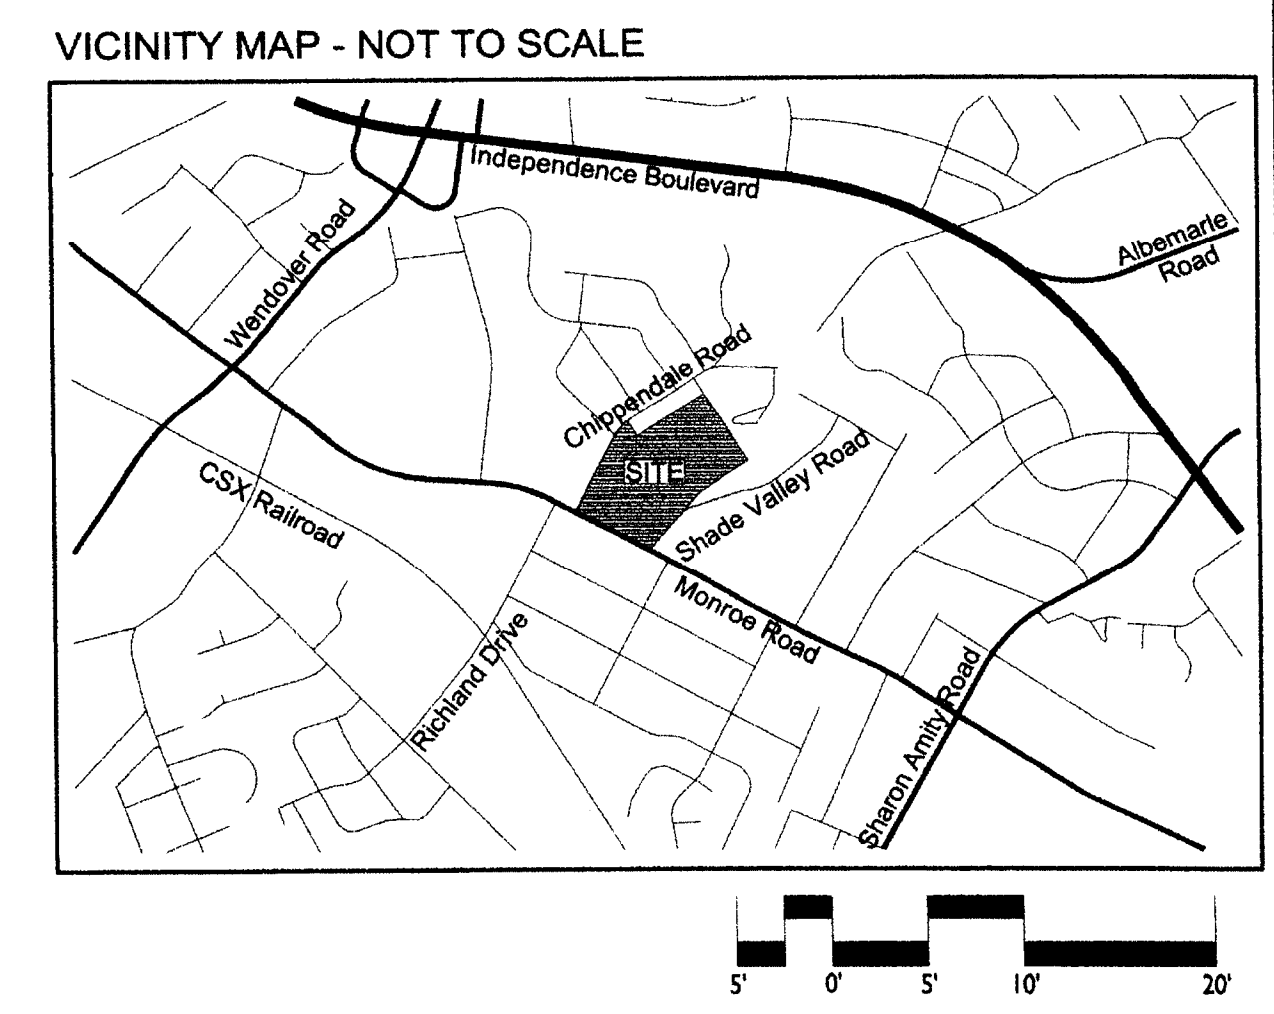 VICINITY MAP - NOT TO SCALE
Independence Boulevard
Wendover Road
Albemarle
Road
Chippendale Road
SITE
Shade Valley Road
CSX Railroad
Monroe Road
Richland Drive
Sharon Amity Road
5' 0' 5' 10' 20'